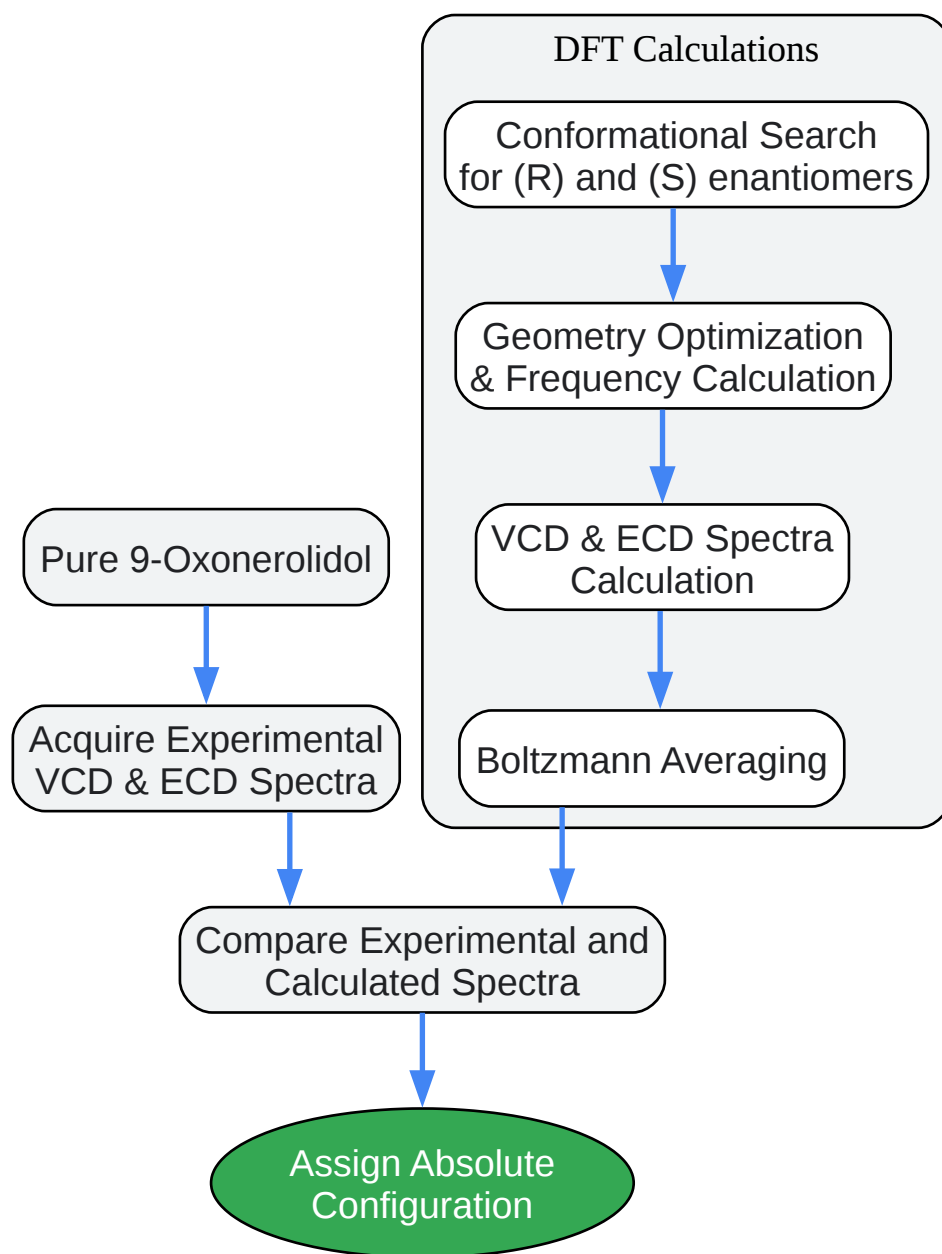 DFT Calculations
Conformational Search
for (R) and (S) enantiomers
Geometry Optimization
& Frequency Calculation
VCD & ECD Spectra
Calculation
Boltzmann Averaging
Pure 9-Oxonerolidol
Acquire Experimental
VCD & ECD Spectra
Compare Experimental and
Calculated Spectra
Assign Absolute
Configuration